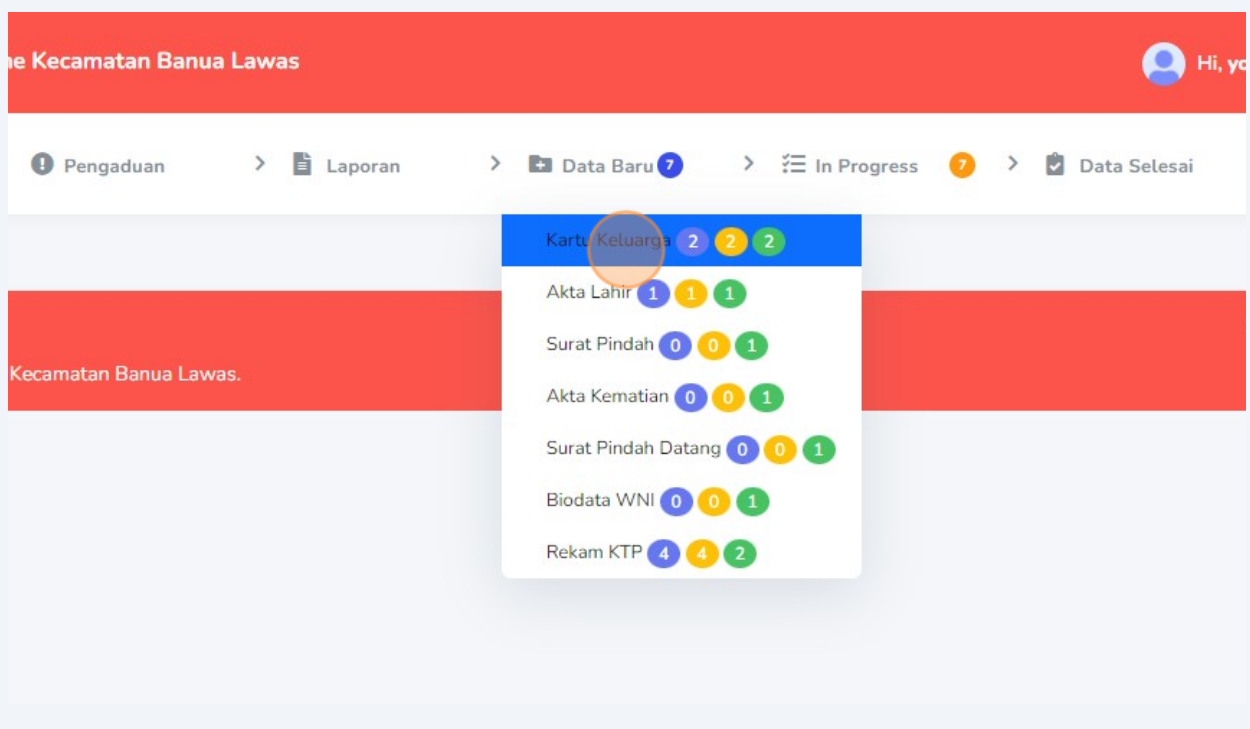 ne Kecamatan Banua Lawas
Hi, yo
Pengaduan > Laporan > Data Baru 7 > In Progress 7 > Data Selesai
Kartu Keluarga 2 2 2
Akta Lahir 1 1 1
Surat Pindah 0 0 1
Kecamatan Banua Lawas.
Akta Kematian 0 0 1
Surat Pindah Datang 0 0 1
Biodata WNI 0 0 1
Rekam KTP 4 4 2